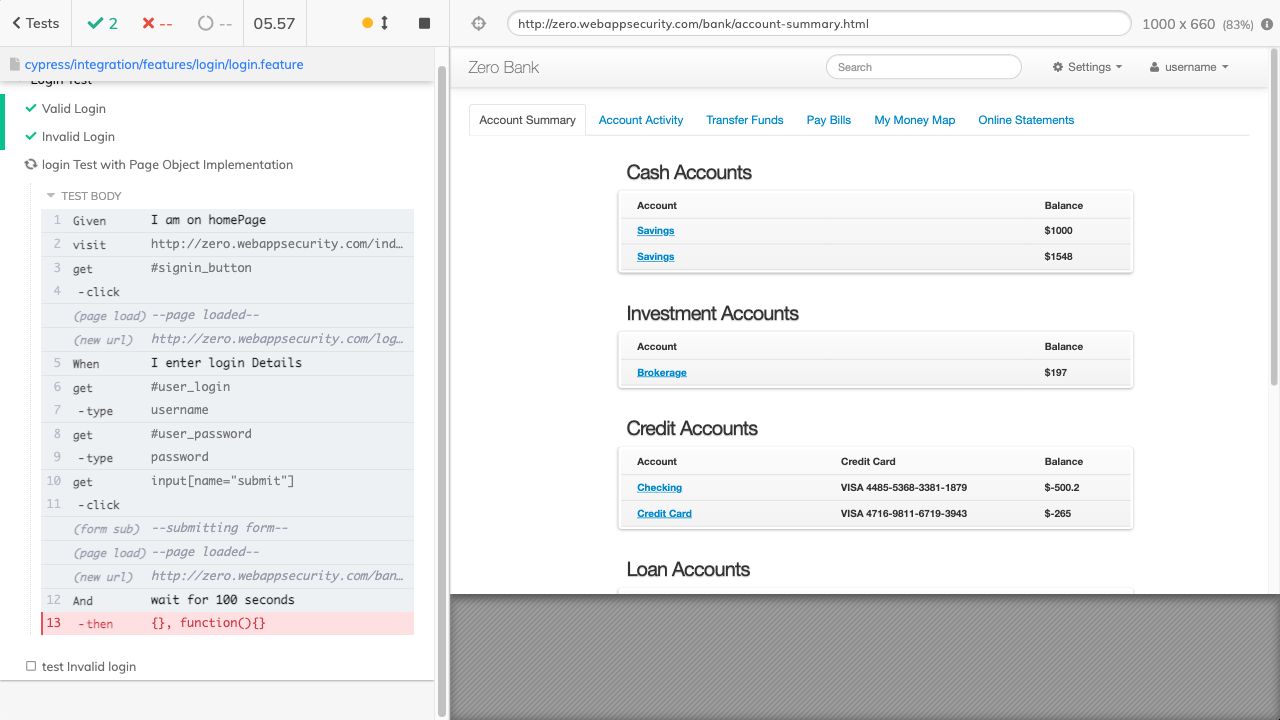 Tests
2
--
--
05.57
http://zero.webappsecurity.com/bank/account-summary.html
1000 x 660 (83%)
cypress/integration/features/login/login.feature
Login Test
Valid Login
Invalid Login
login Test with Page Object Implementation
TEST BODY
1 Given I am on homePage
2 visit http://zero.webappsecurity.com/ind…
3 get #signin_button
4 -click
(page load) --page loaded--
(new url) http://zero.webappsecurity.com/log…
5 When I enter login Details
6 get #user_login
7 -type username
8 get #user_password
9 -type password
10 get input[name="submit"]
11 -click
(form sub) --submitting form--
(page load) --page loaded--
(new url) http://zero.webappsecurity.com/ban…
12 And wait for 100 seconds
13 -then {}, function(){}
test Invalid login
Zero Bank
Search
Settings
username
Account Summary Account Activity Transfer Funds Pay Bills My Money Map Online Statements
Cash Accounts
Account Balance
Savings $1000
Savings $1548
Investment Accounts
Account Balance
Brokerage $197
Credit Accounts
Account Credit Card Balance
Checking VISA 4485-5368-3381-1879 $-500.2
Credit Card VISA 4716-9811-6719-3943 $-265
Loan Accounts